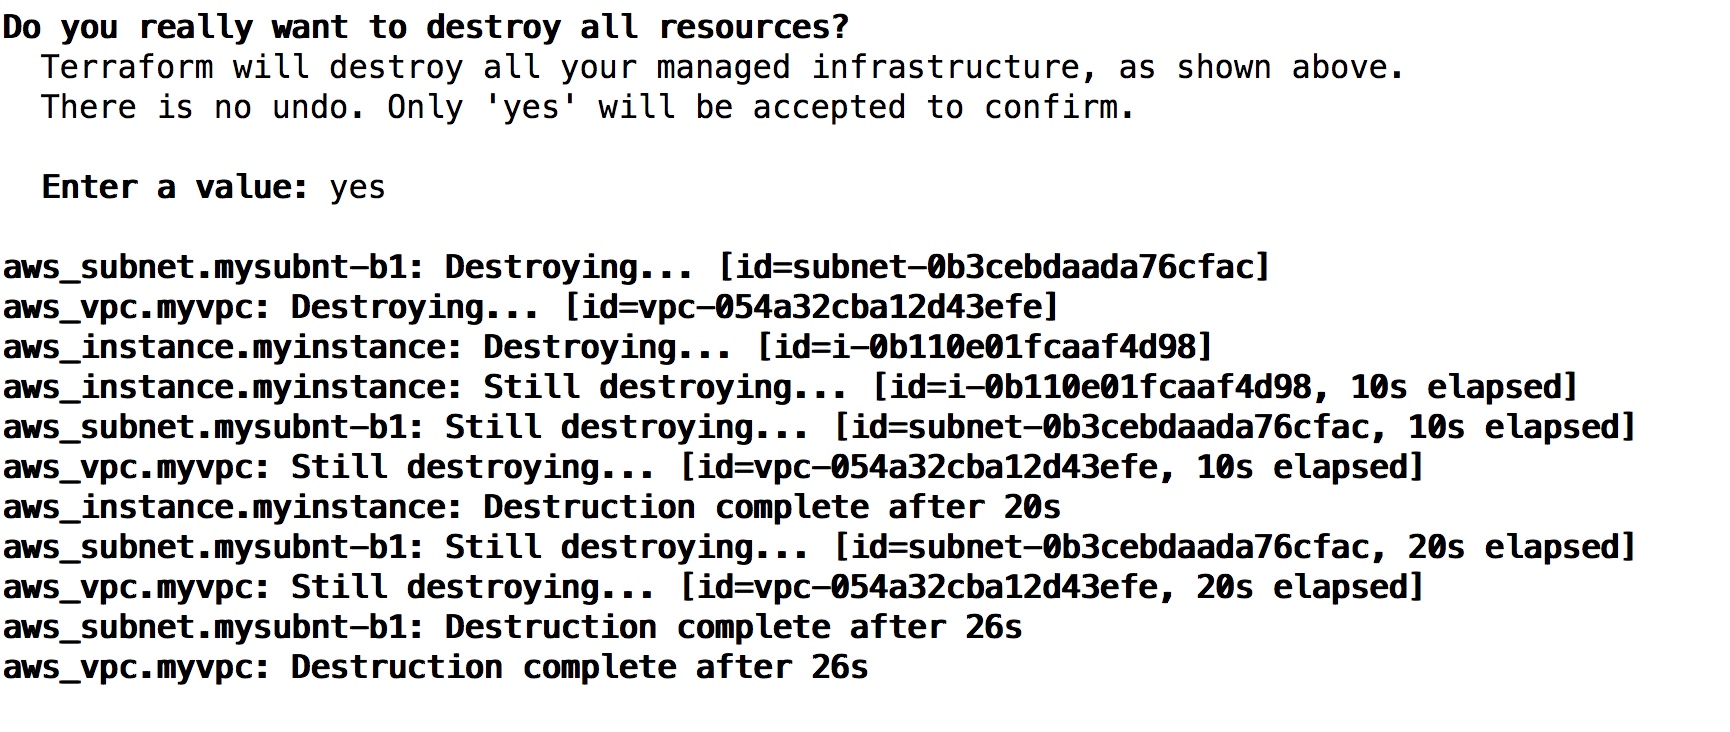 Do you really want to destroy all resources?
  Terraform will destroy all your managed infrastructure, as shown above.
  There is no undo. Only 'yes' will be accepted to confirm.

  Enter a value: yes

aws_subnet.mysubnt-b1: Destroying... [id=subnet-0b3cebdaada76cfac]
aws_vpc.myvpc: Destroying... [id=vpc-054a32cba12d43efe]
aws_instance.myinstance: Destroying... [id=i-0b110e01fcaaf4d98]
aws_instance.myinstance: Still destroying... [id=i-0b110e01fcaaf4d98, 10s elapsed]
aws_subnet.mysubnt-b1: Still destroying... [id=subnet-0b3cebdaada76cfac, 10s elapsed]
aws_vpc.myvpc: Still destroying... [id=vpc-054a32cba12d43efe, 10s elapsed]
aws_instance.myinstance: Destruction complete after 20s
aws_subnet.mysubnt-b1: Still destroying... [id=subnet-0b3cebdaada76cfac, 20s elapsed]
aws_vpc.myvpc: Still destroying... [id=vpc-054a32cba12d43efe, 20s elapsed]
aws_subnet.mysubnt-b1: Destruction complete after 26s
aws_vpc.myvpc: Destruction complete after 26s